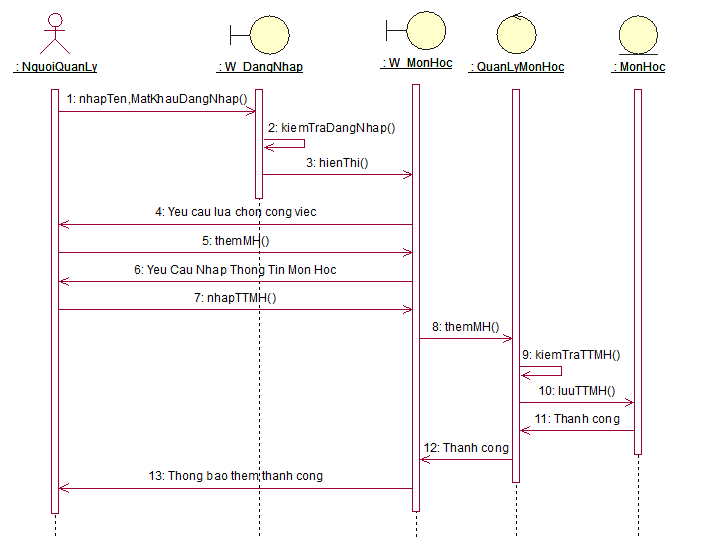 : NguoiQuanLy
: W_DangNhap
: W_MonHoc
: QuanLyMonHoc
: MonHoc
1: nhapTen,MatKhauDangNhap()
2: kiemTraDangNhap()
3: hienThi()
4: Yeu cau lua chon cong viec
5: themMH()
6: Yeu Cau Nhap Thong Tin Mon Hoc
7: nhapTTMH()
8: themMH()
9: kiemTraTTMH()
10: luuTTMH()
11: Thanh cong
12: Thanh cong
13: Thong bao them thanh cong